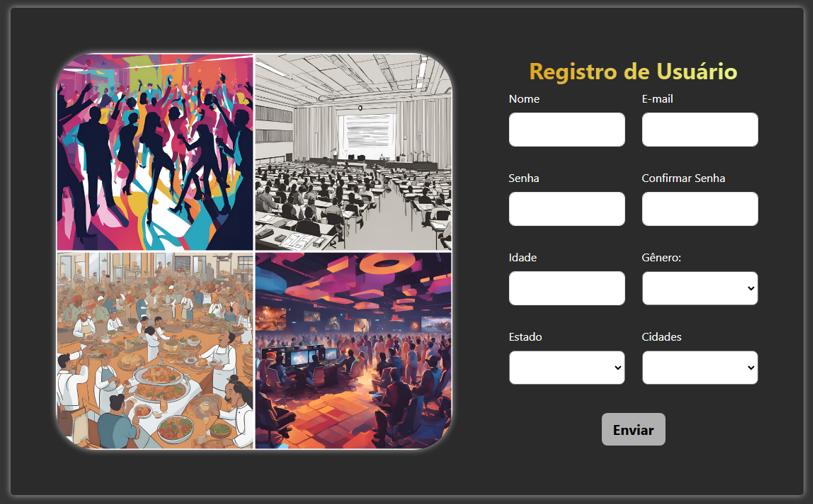 Registro de Usuário
Nome
E-mail
Senha
Confirmar Senha
Idade
Gênero:
Estado
Cidades
Enviar